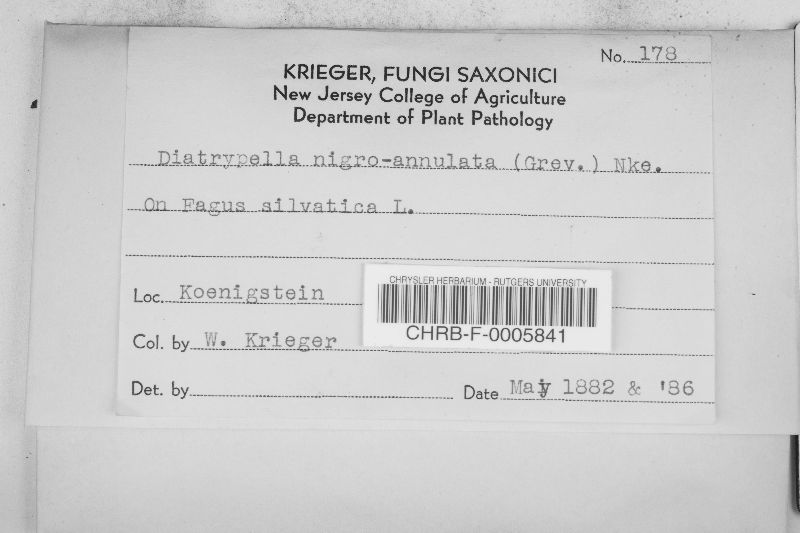 No. 178
KRIEGER, FUNGI SAXONICI
New Jersey College of Agriculture
Department of Plant Pathology
Diatrypella nigro-annulata (Grev.) Nke.
On Fagus silvatica L.
Loc. Koenigstein
CHRYSLER HERBARIUM - RUTGERS UNIVERSITY
CHRB-F-0005841
Col. by W. Krieger
Det. by
Date May 1882 & '86